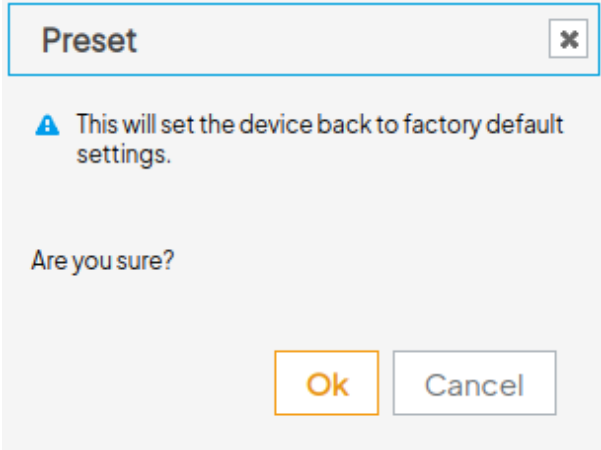 Preset
This will set the device back to factory default
settings.
Are you sure?
Ok
Cancel